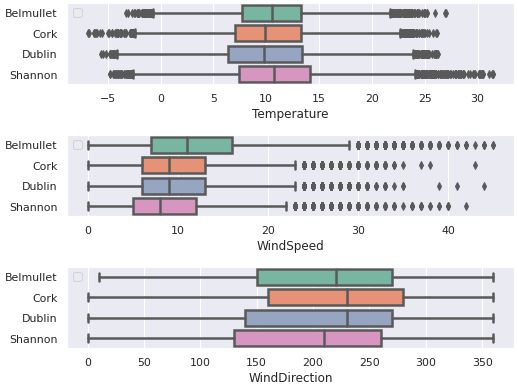 Belmullet
Cork
Dublin
Shannon
−5 0 5 10 15 20 25 30
Temperature
Belmullet
Cork
Dublin
Shannon
0 10 20 30 40
WindSpeed
Belmullet
Cork
Dublin
Shannon
0 50 100 150 200 250 300 350
WindDirection